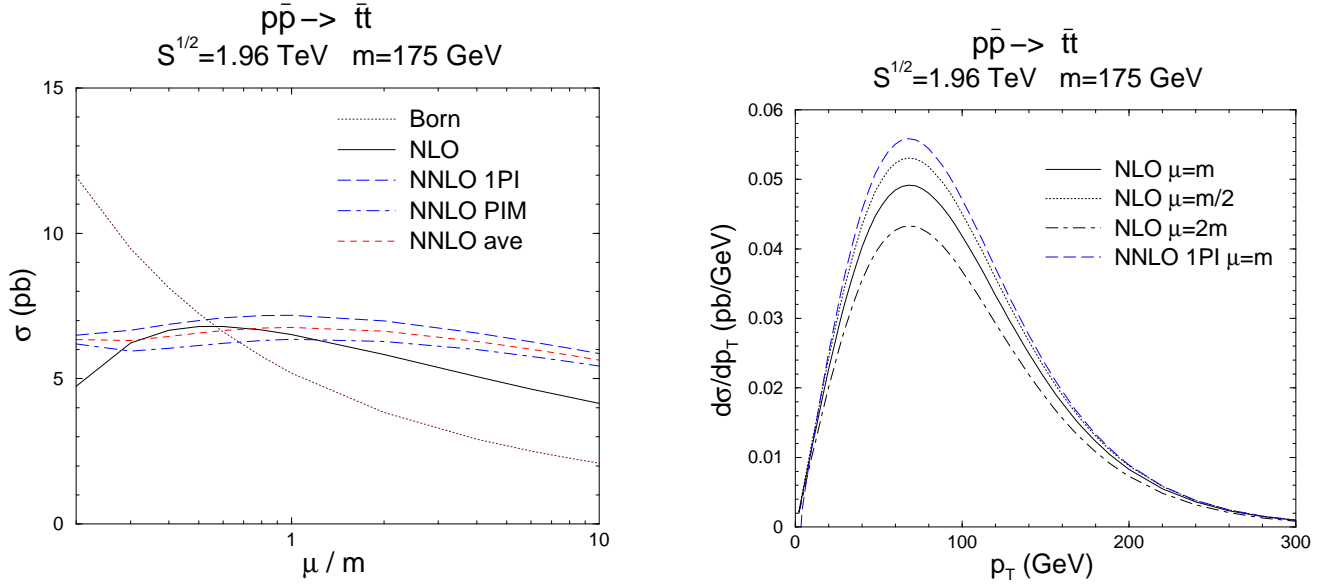 pp̄ -> t̄t
S^1/2=1.96 TeV m=175 GeV
15
10
5
0
1
10
σ (pb)
μ / m
Born
NLO
NNLO 1PI
NNLO PIM
NNLO ave
pp̄ -> t̄t
S^1/2=1.96 TeV m=175 GeV
0.06
0.05
0.04
0.03
0.02
0.01
0
0
100
200
300
dσ/dp_T (pb/GeV)
p_T (GeV)
NLO μ=m
NLO μ=m/2
NLO μ=2m
NNLO 1PI μ=m